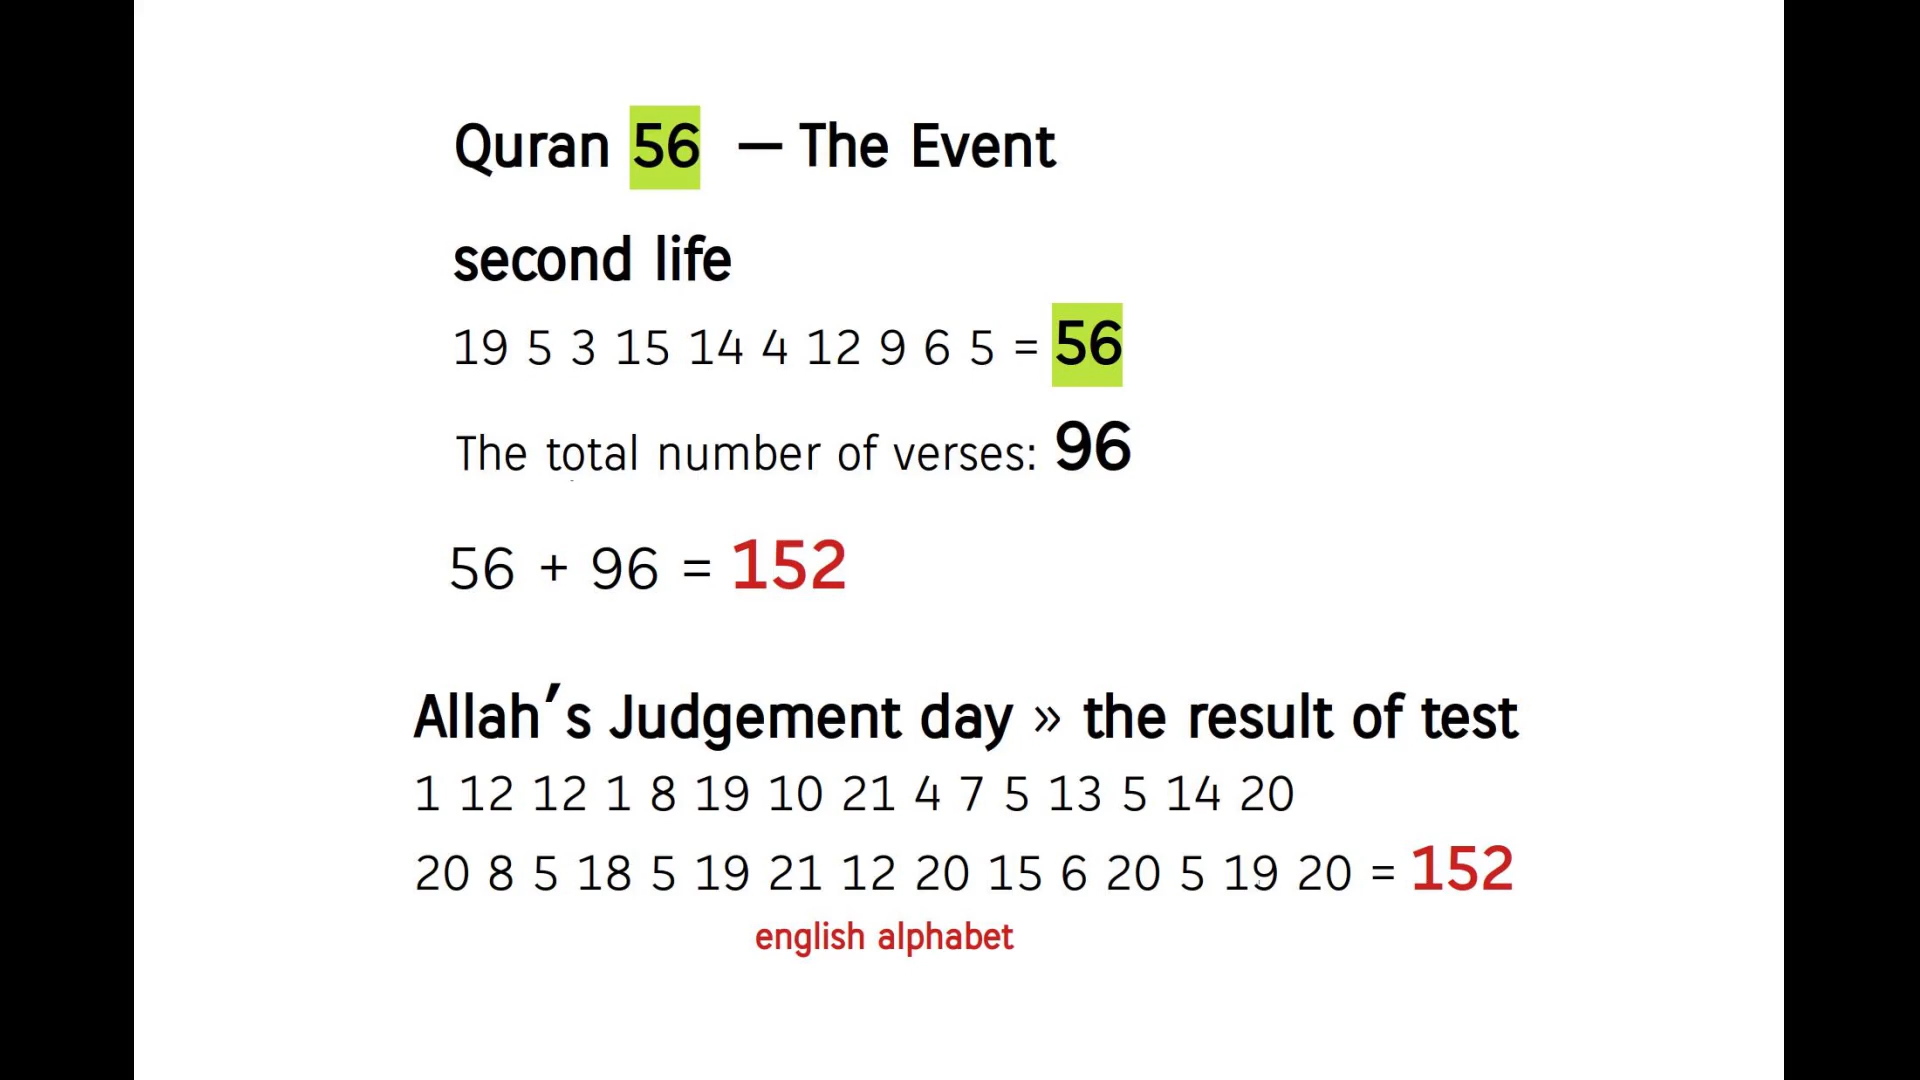 Quran 56 — The Event
second life
19 5 3 15 14 4 12 9 6 5 = 56
The total number of verses: 96
56 + 96 = 152
Allah′s Judgement day » the result of test
1 12 12 1 8 19 10 21 4 7 5 13 5 14 20
20 8 5 18 5 19 21 12 20 15 6 20 5 19 20 = 152
english alphabet